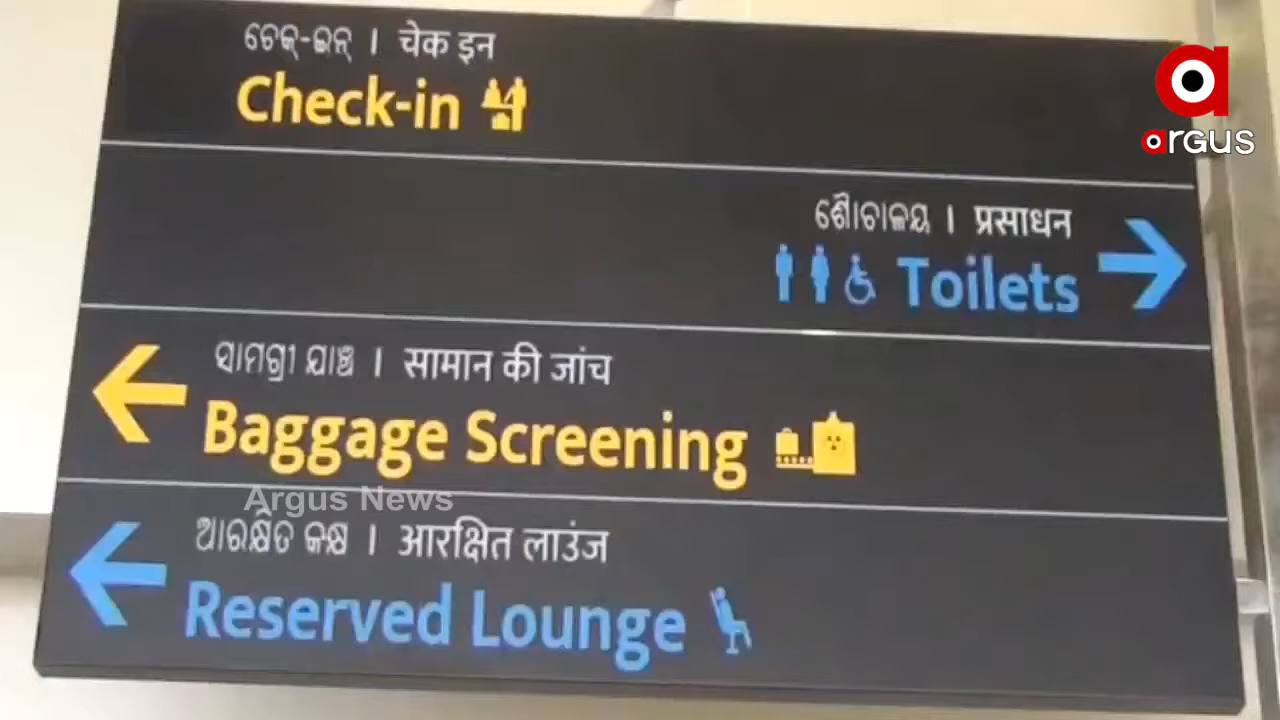 ଚେକ୍-ଇନ୍ | चेक इन
Check-in
argus
ଶୌଚାଳୟ | प्रसाधन
Toilets
ସାମଗ୍ରୀ ଯାଞ୍ଚ | सामान की जांच
Baggage Screening
Argus News
ଆରକ୍ଷିତ କକ୍ଷ | आरक्षित लाउंज
Reserved Lounge